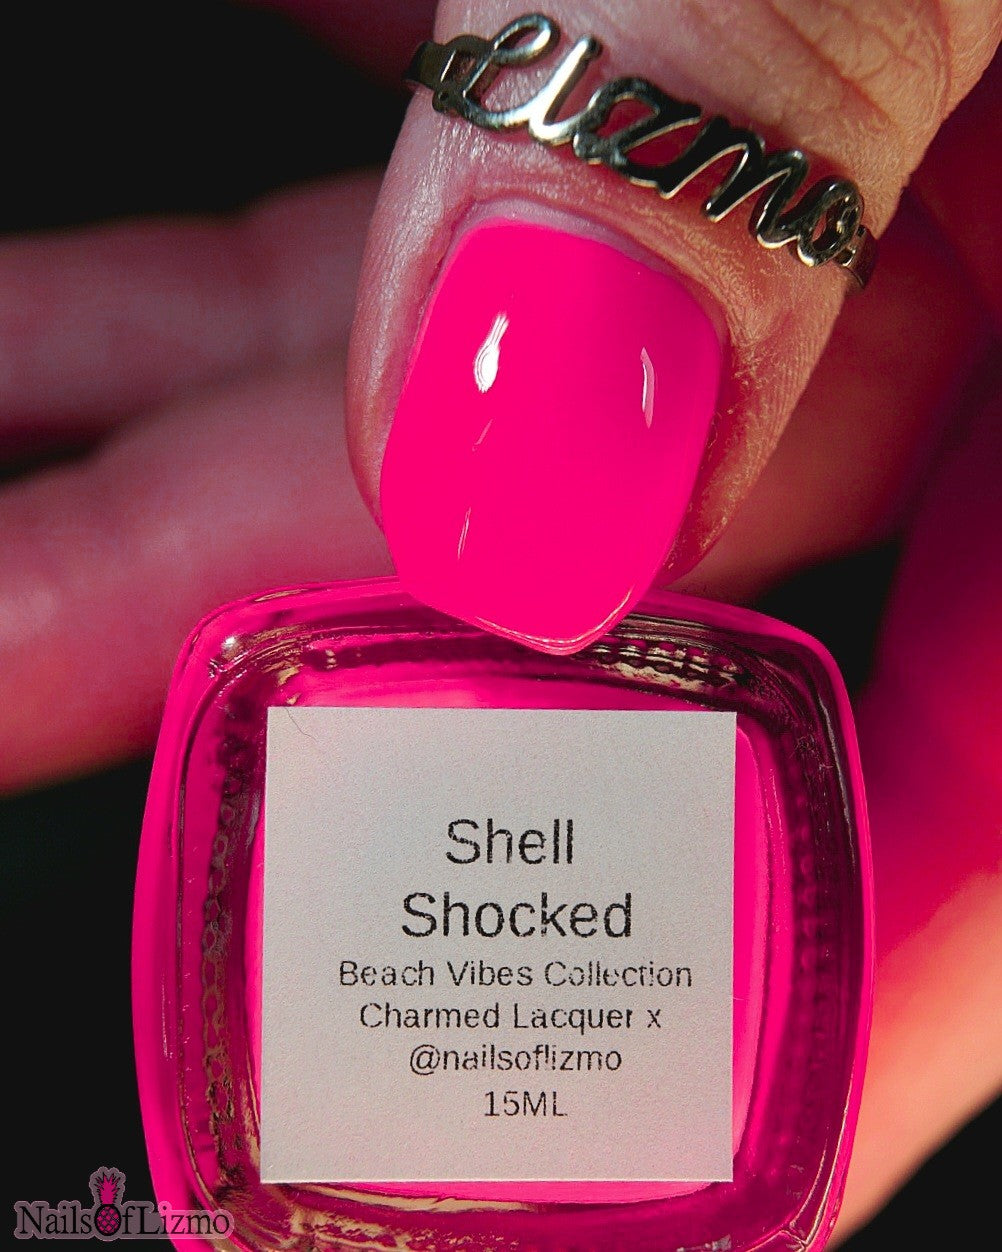 Lizmo
Shell
Shocked
Beach Vibes Collection
Charmed Lacquer x
@nailsoflizmo
15ML
NailsOfLizmo